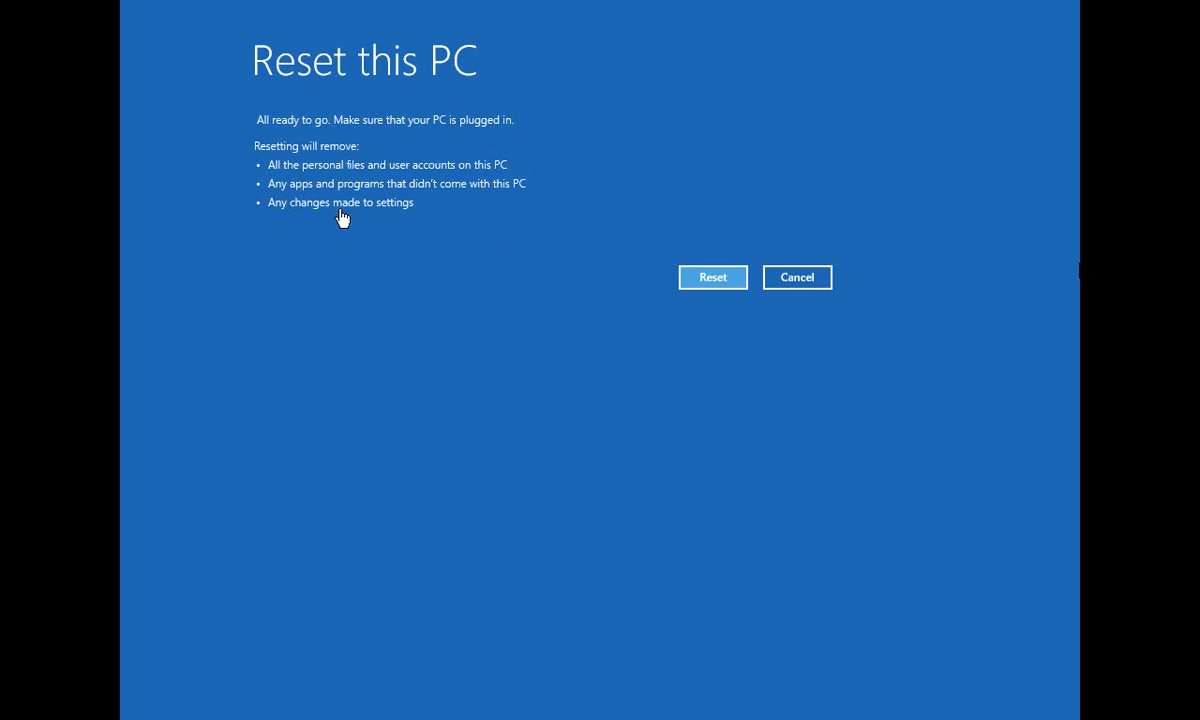 Reset this PC
All ready to go. Make sure that your PC is plugged in.
Resetting will remove:
• All the personal files and user accounts on this PC
• Any apps and programs that didn't come with this PC
• Any changes made to settings
Reset Cancel